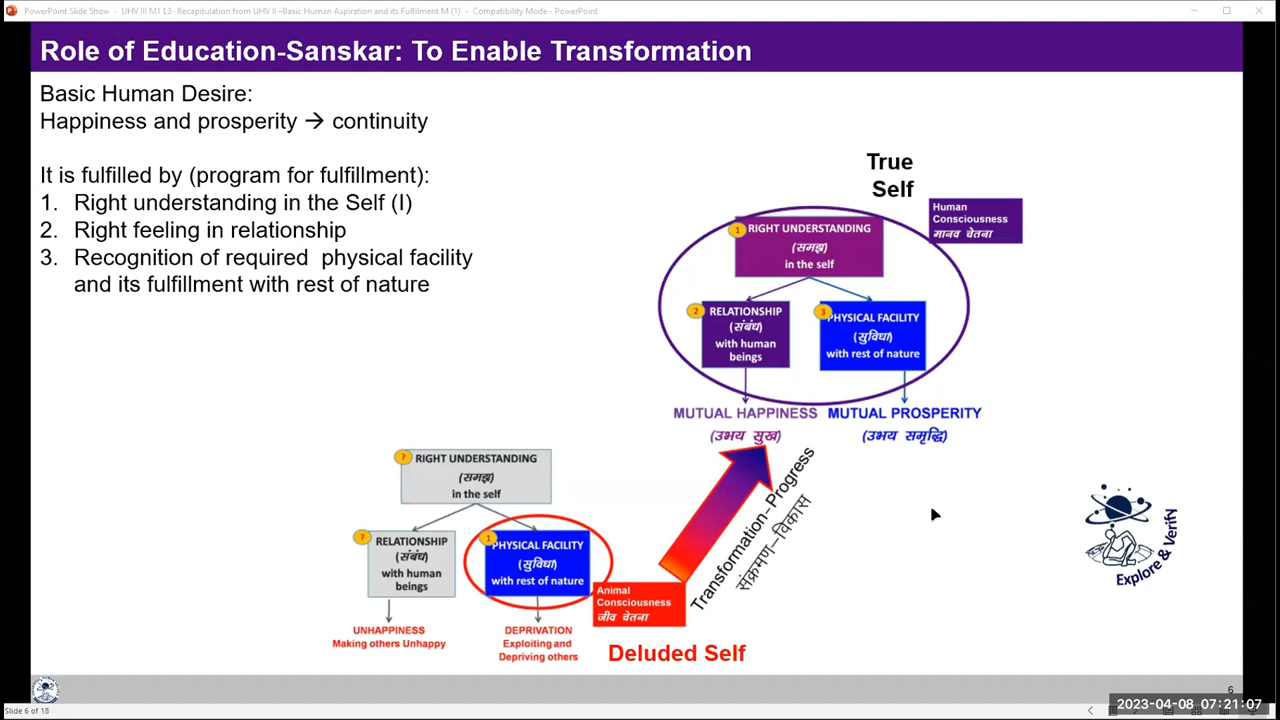 PowerPoint Slide Show - UHV III M1 L3- Recapitulation from UHV II –Basic Human Aspiration and its Fulfilment M (1) - Compatibility Mode - PowerPoint
Role of Education-Sanskar: To Enable Transformation
Basic Human Desire:
Happiness and prosperity → continuity
It is fulfilled by (program for fulfillment):
1. Right understanding in the Self (I)
2. Right feeling in relationship
3. Recognition of required physical facility
and its fulfillment with rest of nature
True
Self
Human
Consciousness
मानव चेतना
1
RIGHT UNDERSTANDING
(समझ)
in the self
2
RELATIONSHIP
(संबंध)
with human
beings
3
PHYSICAL FACILITY
(सुविधा)
with rest of nature
MUTUAL HAPPINESS
(उभय सुख)
MUTUAL PROSPERITY
(उभय समृद्धि)
?
RIGHT UNDERSTANDING
(समझ)
in the self
?
RELATIONSHIP
(संबंध)
with human
beings
1
PHYSICAL FACILITY
(सुविधा)
with rest of nature
UNHAPPINESS
Making others Unhappy
DEPRIVATION
Exploiting and
Depriving others
Animal
Consciousness
जीव चेतना
Deluded Self
Transformation- Progress
संक्रमण–विकास
Explore & Verify
6
Slide 6 of 18
2023-04-08 07:21:07